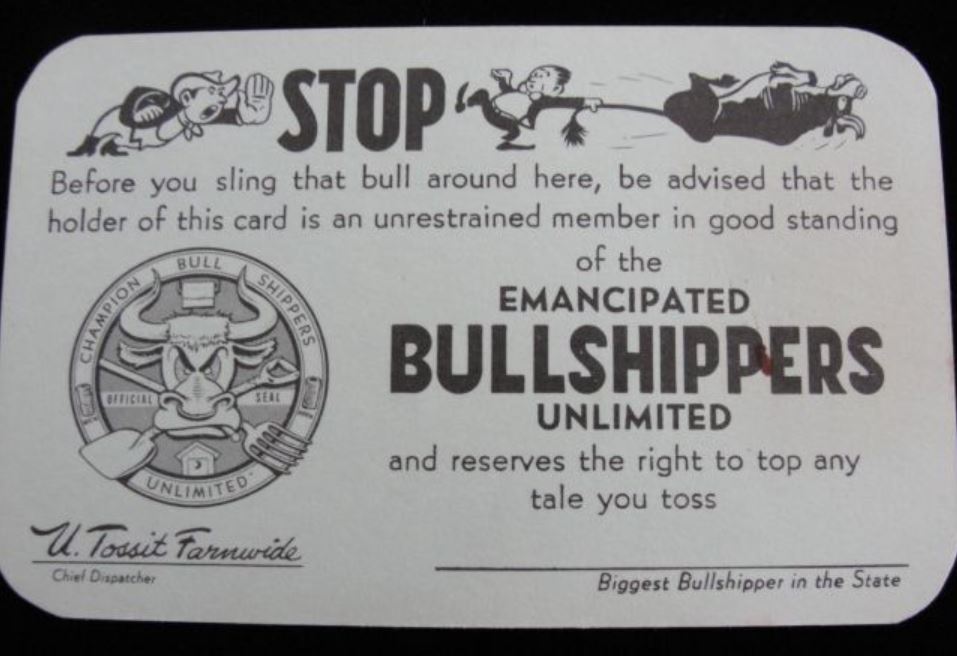 STOP
Before you sling that bull around here, be advised that the
holder of this card is an unrestrained member in good standing
of the
EMANCIPATED
BULLSHIPPERS
UNLIMITED
and reserves the right to top any
tale you toss
CHAMPION BULL SHIPPERS
OFFICIAL SEAL
UNLIMITED
U. Tossit Farnwide
Chief Dispatcher
Biggest Bullshipper in the State